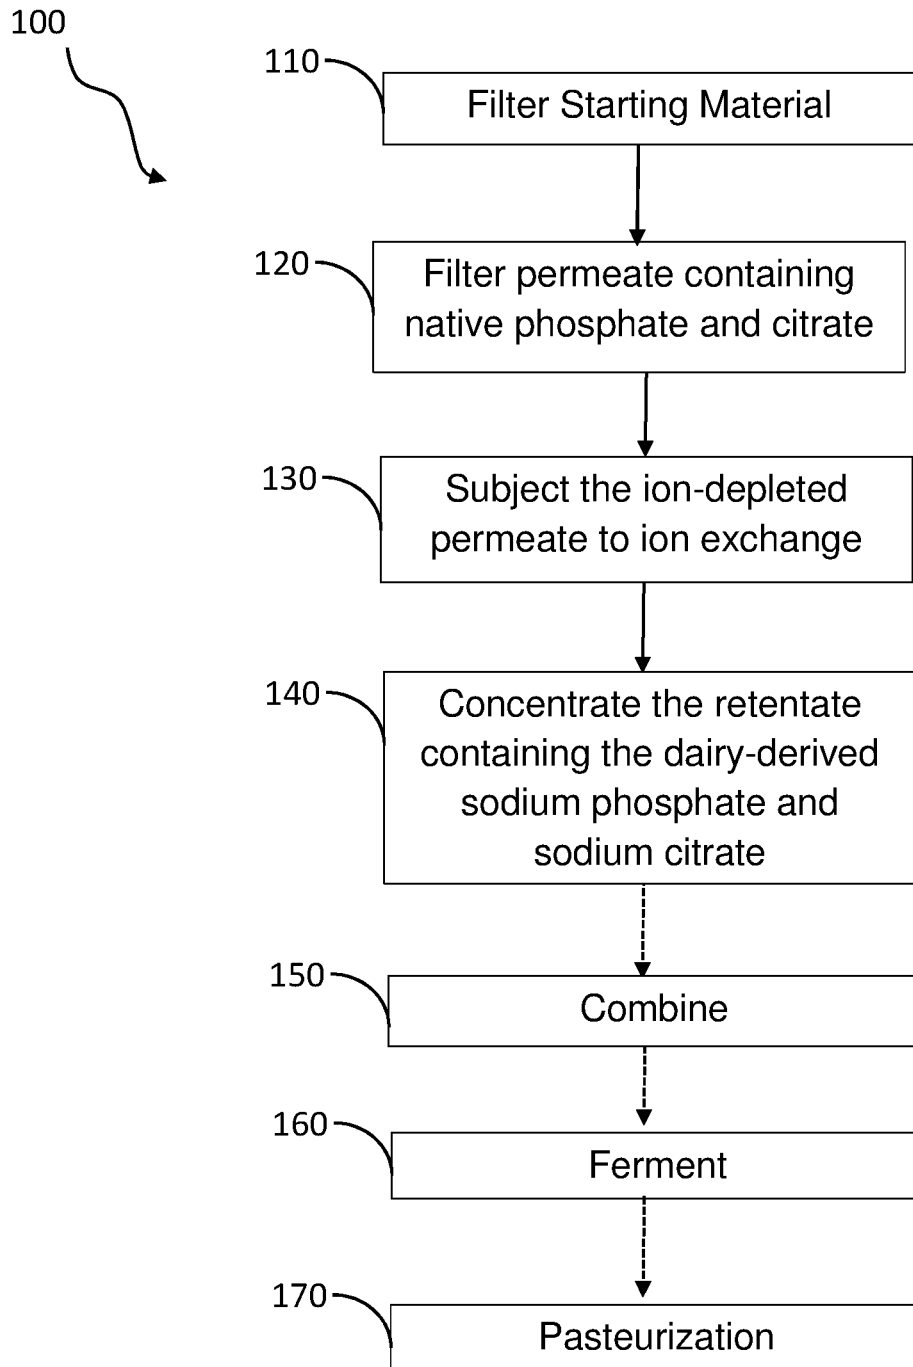 100
110
Filter Starting Material
120
Filter permeate containing
native phosphate and citrate
130
Subject the ion-depleted
permeate to ion exchange
140
Concentrate the retentate
containing the dairy-derived
sodium phosphate and
sodium citrate
150
Combine
160
Ferment
170
Pasteurization